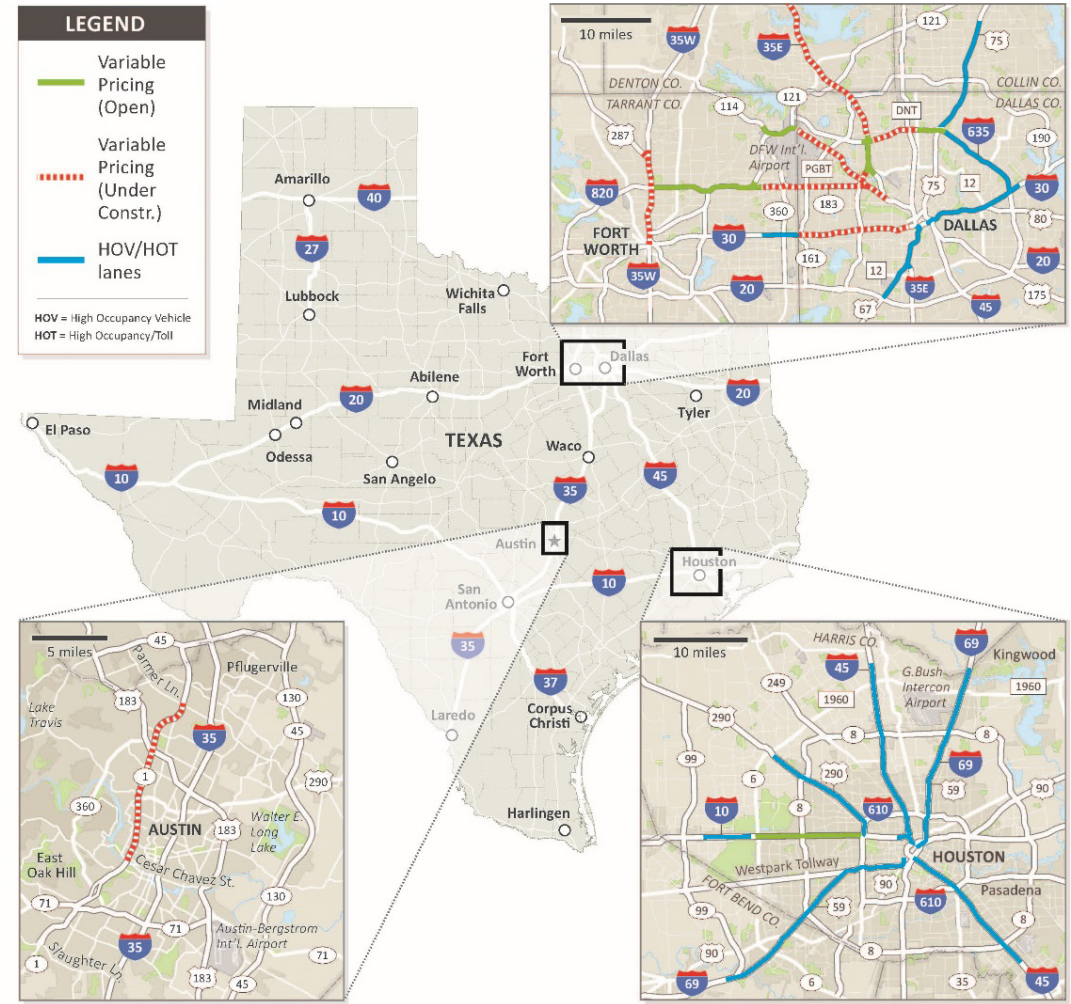 LEGEND
Variable
Pricing
(Open)
Variable
Pricing
(Under
Constr.)
HOV/HOT
lanes
HOV = High Occupancy Vehicle
HOT = High Occupancy/Toll
10 miles
35W
35E
121
75
DENTON CO.
TARRANT CO.
COLLIN CO.
DALLAS CO.
114
121
DNT
287
635
190
DFW Int'l.
Airport
PGBT
820
75
12
30
360
183
80
FORT
WORTH
30
DALLAS
161
12
20
35W
20
35E
175
67
45
Amarillo
40
27
Lubbock
Wichita
Falls
Fort
Worth
Dallas
Abilene
20
20
Tyler
Midland
El Paso
Odessa
TEXAS
Waco
San Angelo
10
45
35
10
Austin
Houston
10
San
Antonio
35
37
Laredo
Corpus
Christi
Harlingen
5 miles
45
Parmer Ln.
Pflugerville
183
130
Lake
Travis
35
45
1
290
360
AUSTIN
183
Walter E.
Long
Lake
East
Oak Hill
Cesar Chavez St.
71
130
71
Austin-Bergstrom
Int'l. Airport
35
71
Slaughter Ln.
1
183
45
10 miles
HARRIS CO.
69
45
Kingwood
249
G.Bush
Intercon
Airport
1960
1960
290
8
8
99
69
6
290
59
90
8
10
610
HOUSTON
Westpark Tollway
FORT BEND CO.
90
Pasadena
99
59
610
8
90
8
69
6
35
45